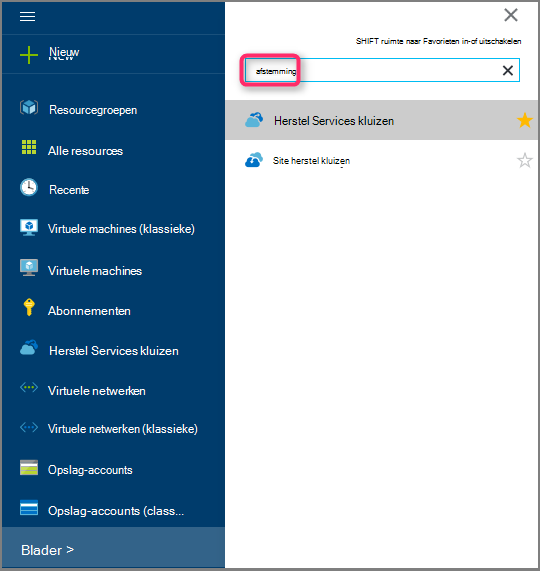 Nieuw
Resourcegroepen
Alle resources
Recente
Virtuele machines (klassieke)
Virtuele machines
Abonnementen
Herstel Services kluizen
Virtuele netwerken
Virtuele netwerken (klassieke)
Opslag-accounts
Opslag-accounts (class...
Blader >
SHIFT ruimte naar Favorieten in-of uitschakelen
afstemming
Herstel Services kluizen
Site herstel kluizen